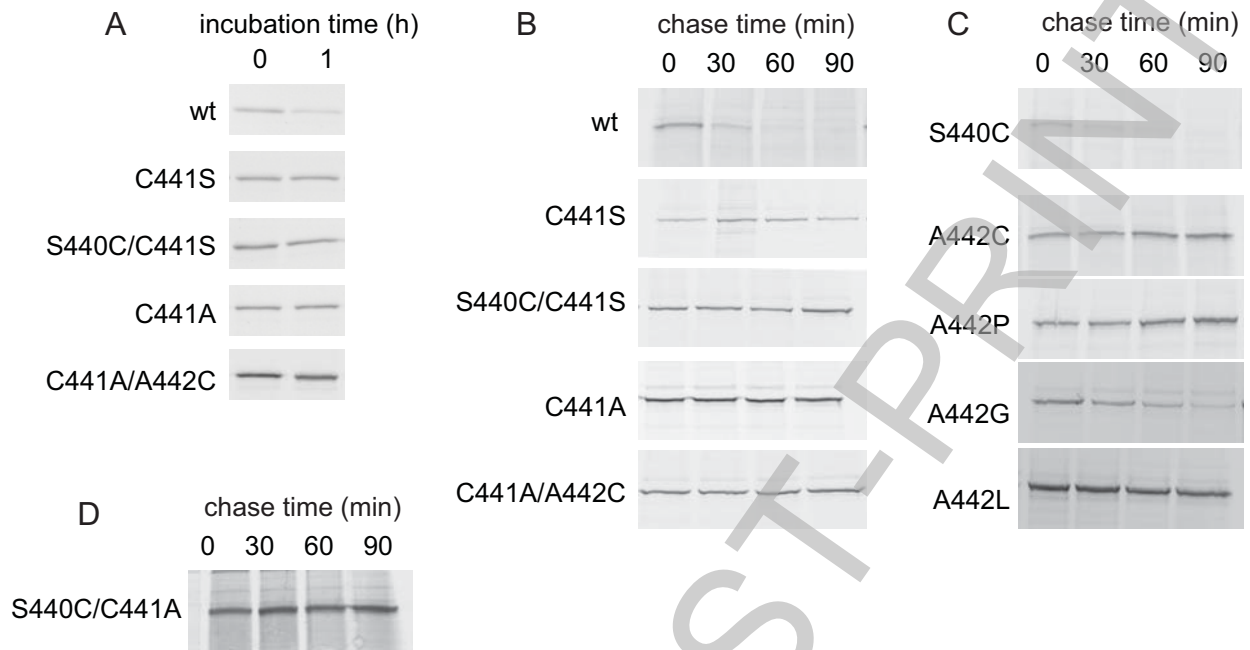 A
incubation time (h)
0 1
wt
C441S
S440C/C441S
C441A
C441A/A442C
B
chase time (min)
0 30 60 90
wt
C441S
S440C/C441S
C441A
C441A/A442C
C
chase time (min)
0 30 60 90
S440C
A442C
A442P
A442G
A442L
D
chase time (min)
0 30 60 90
S440C/C441A
ST-PRINT